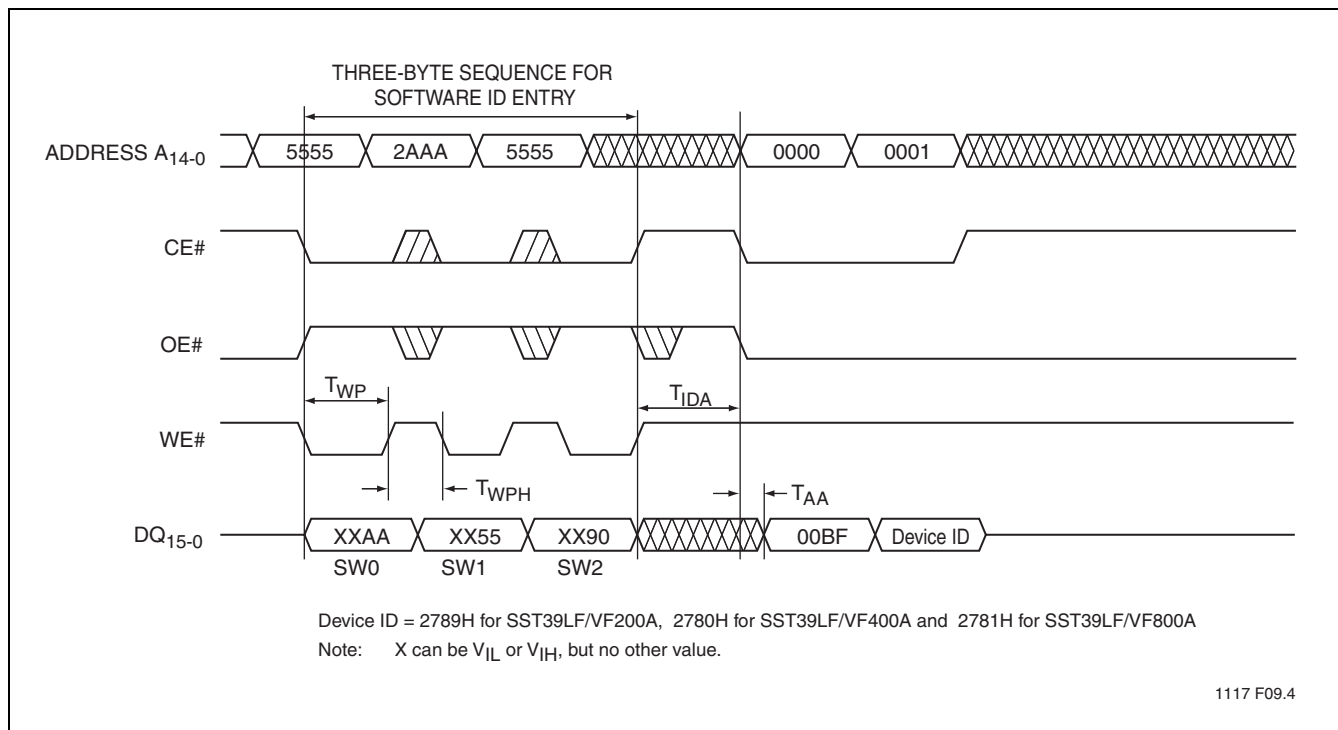 THREE-BYTE SEQUENCE FOR
SOFTWARE ID ENTRY
ADDRESS A14-0
5555 2AAA 5555 0000 0001
CE#
OE#
TWP
TIDA
WE#
TWPH
TAA
DQ15-0
XXAA XX55 XX90 00BF Device ID
SW0 SW1 SW2
Device ID = 2789H for SST39LF/VF200A, 2780H for SST39LF/VF400A and 2781H for SST39LF/VF800A
Note: X can be VIL or VIH, but no other value.
1117 F09.4